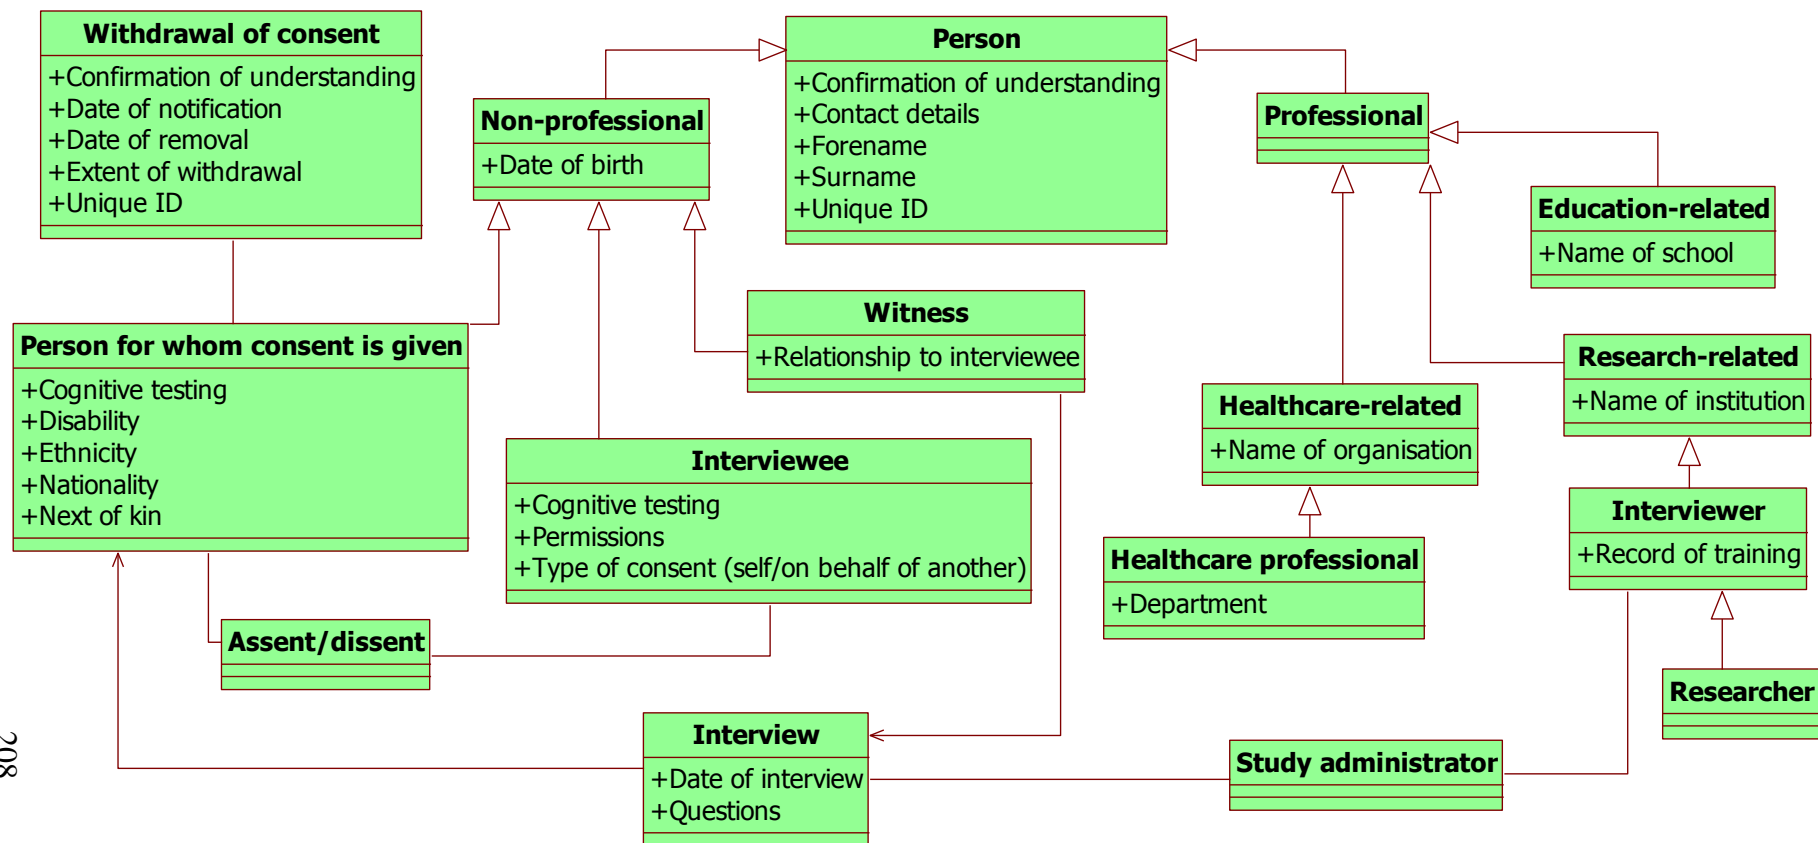 Withdrawal of consent
+Confirmation of understanding
+Date of notification
+Date of removal
+Extent of withdrawal
+Unique ID
Person
+Confirmation of understanding
+Contact details
+Forename
+Surname
+Unique ID
Non-professional
+Date of birth
Professional
Education-related
+Name of school
Person for whom consent is given
+Cognitive testing
+Disability
+Ethnicity
+Nationality
+Next of kin
Witness
+Relationship to interviewee
Research-related
+Name of institution
Healthcare-related
+Name of organisation
Interviewee
+Cognitive testing
+Permissions
+Type of consent (self/on behalf of another)
Interviewer
+Record of training
Healthcare professional
+Department
Assent/dissent
Researcher
Interview
+Date of interview
+Questions
Study administrator
208